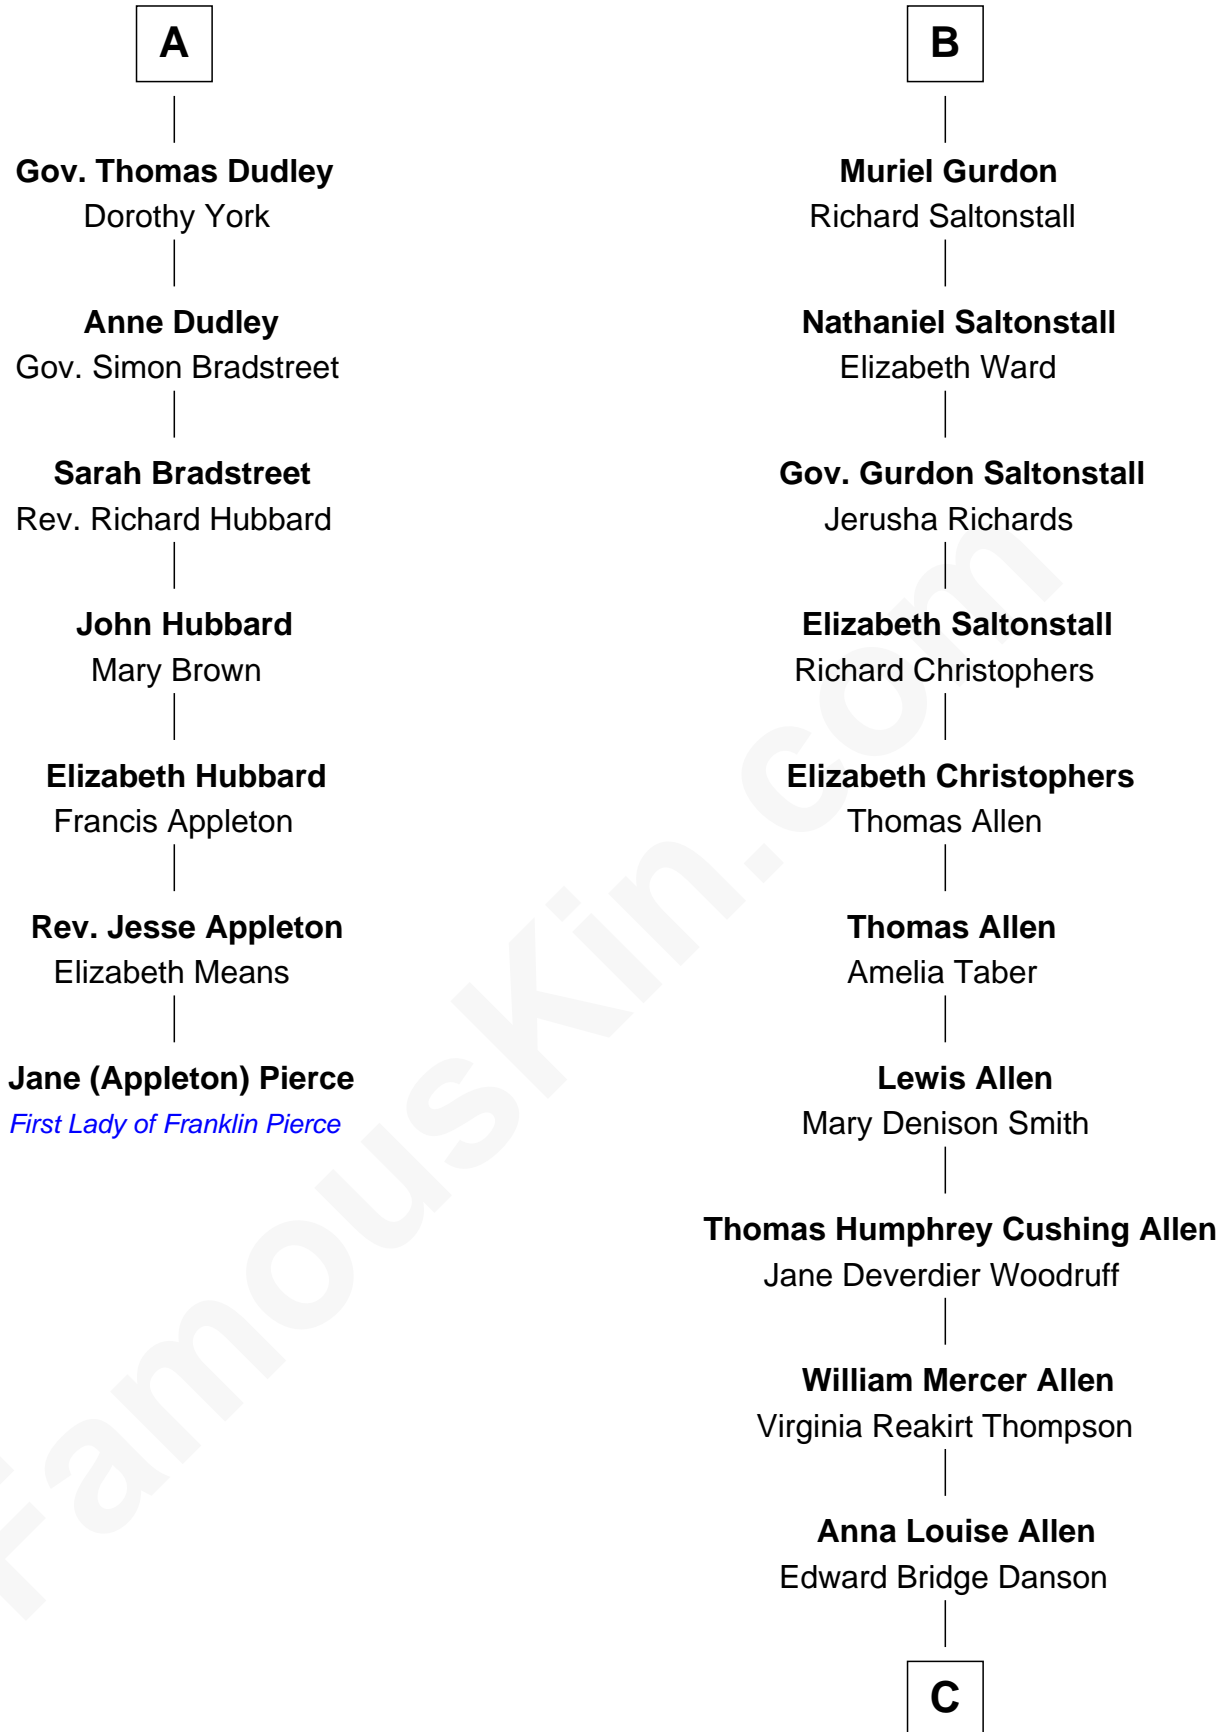 A
Gov. Thomas Dudley
Dorothy York
Anne Dudley
Gov. Simon Bradstreet
Sarah Bradstreet
Rev. Richard Hubbard
John Hubbard
Mary Brown
Elizabeth Hubbard
Francis Appleton
Rev. Jesse Appleton
Elizabeth Means
Jane (Appleton) Pierce
First Lady of Franklin Pierce
B
Muriel Gurdon
Richard Saltonstall
Nathaniel Saltonstall
Elizabeth Ward
Gov. Gurdon Saltonstall
Jerusha Richards
Elizabeth Saltonstall
Richard Christophers
Elizabeth Christophers
Thomas Allen
Thomas Allen
Amelia Taber
Lewis Allen
Mary Denison Smith
Thomas Humphrey Cushing Allen
Jane Deverdier Woodruff
William Mercer Allen
Virginia Reakirt Thompson
Anna Louise Allen
Edward Bridge Danson
C
FamousKin.com